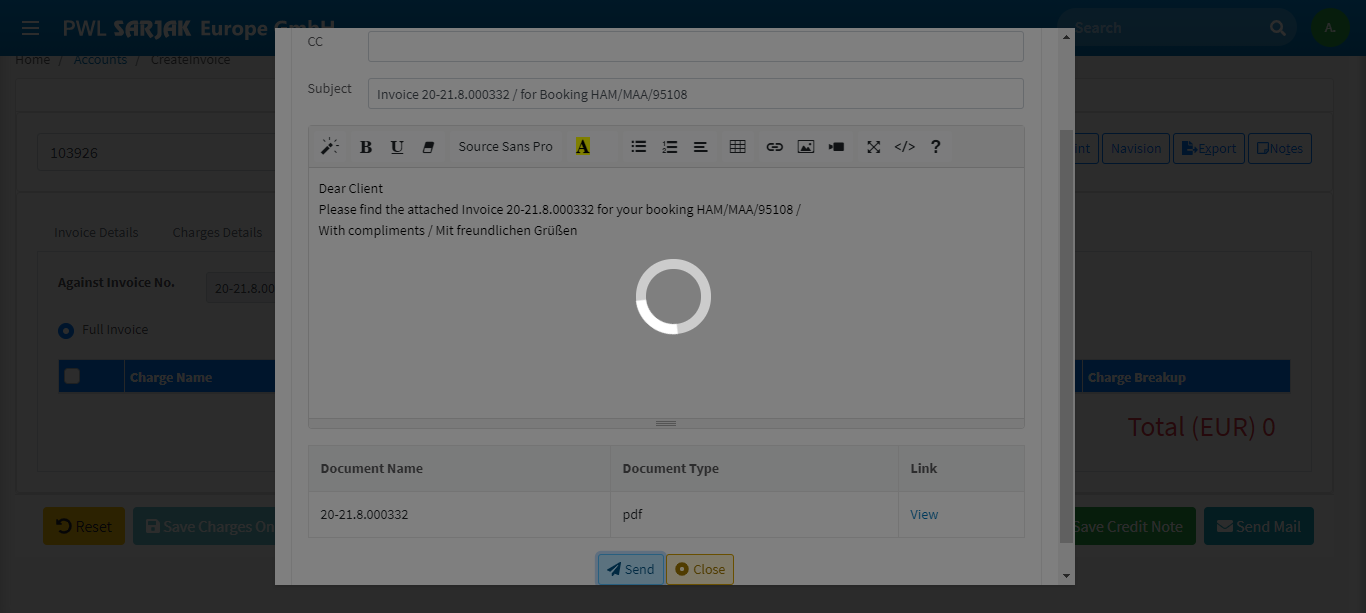 PWL SARJAK Europe GmbH
Search
A.
Home / Accounts / CreateInvoice
CC
Subject
Invoice 20-21.8.000332 / for Booking HAM/MAA/95108
103926
B U Source Sans Pro A </> ?
Navision
Export
Notes
Dear Client
Please find the attached Invoice 20-21.8.000332 for your booking HAM/MAA/95108 /
With compliments / Mit freundlichen Grüßen
Invoice Details
Charges Details
Against Invoice No.
20-21.8.00
Full Invoice
Charge Name
Charge Breakup
Total (EUR) 0
Document Name Document Type Link
20-21.8.000332 pdf View
Reset
Save Charges On
Save Credit Note
Send Mail
Send
Close